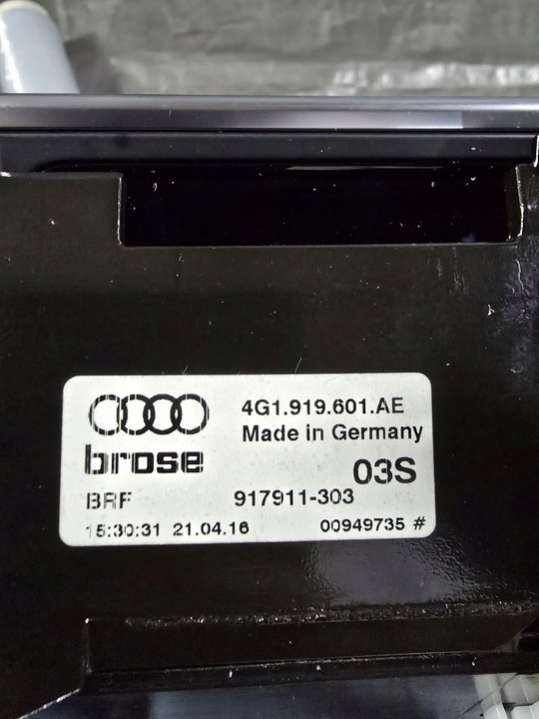 4G1.919.601.AE
Made in Germany
brose
03S
BRF 917911-303
15:30:31 21.04.16 00949735 #